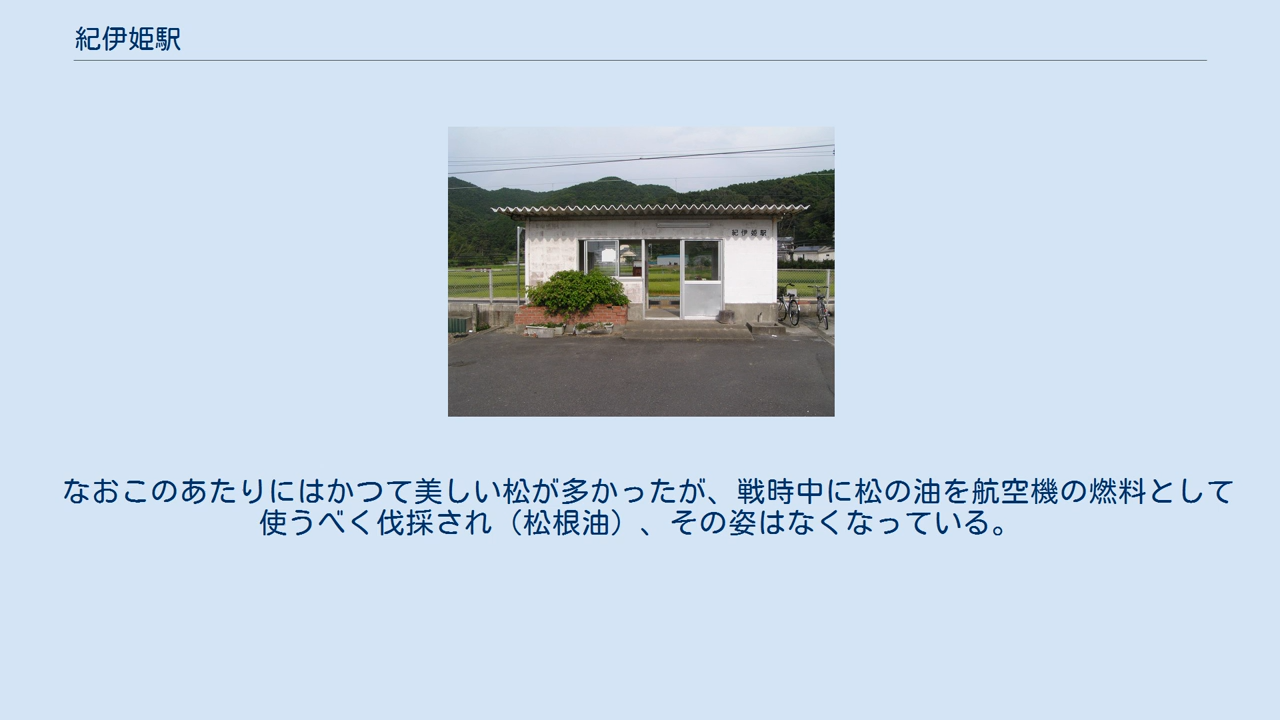 紀伊姫駅
紀伊姫駅
なおこのあたりにはかつて美しい松が多かったが、戦時中に松の油を航空機の燃料として
使うべく伐採され（松根油）、その姿はなくなっている。